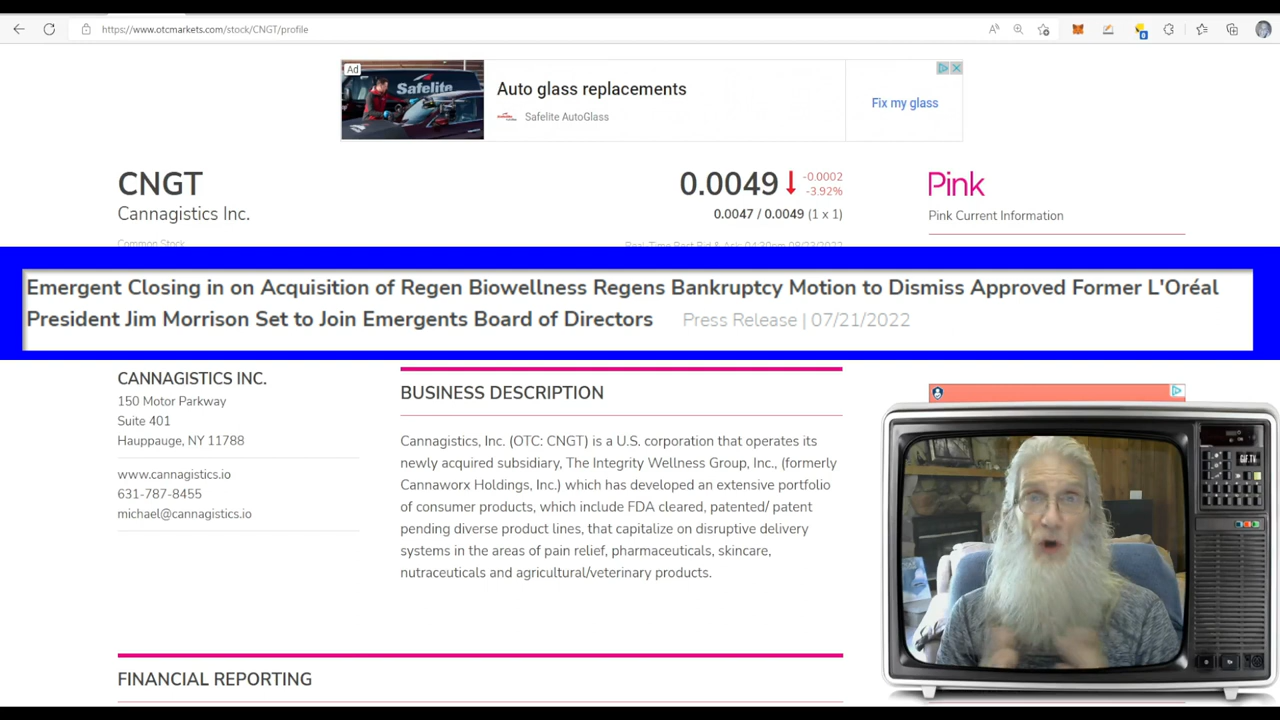 https://www.otcmarkets.com/stock/CNGT/profile
Ad
Safelite
Auto glass replacements
Safelite AutoGlass
Fix my glass
CNGT
0.0049 -0.0002
-3.92%
Pink
Cannagistics Inc.
0.0047 / 0.0049 (1 x 1)
Pink Current Information
Common Stock
Emergent Closing in on Acquisition of Regen Biowellness Regens Bankruptcy Motion to Dismiss Approved Former L'Oréal
President Jim Morrison Set to Join Emergents Board of Directors Press Release | 07/21/2022
CANNAGISTICS INC.
150 Motor Parkway
Suite 401
Hauppauge, NY 11788
www.cannagistics.io
631-787-8455
michael@cannagistics.io
BUSINESS DESCRIPTION
Cannagistics, Inc. (OTC: CNGT) is a U.S. corporation that operates its
newly acquired subsidiary, The Integrity Wellness Group, Inc., (formerly
Cannaworx Holdings, Inc.) which has developed an extensive portfolio
of consumer products, which include FDA cleared, patented/ patent
pending diverse product lines, that capitalize on disruptive delivery
systems in the areas of pain relief, pharmaceuticals, skincare,
nutraceuticals and agricultural/veterinary products.
GIF.TV
FINANCIAL REPORTING